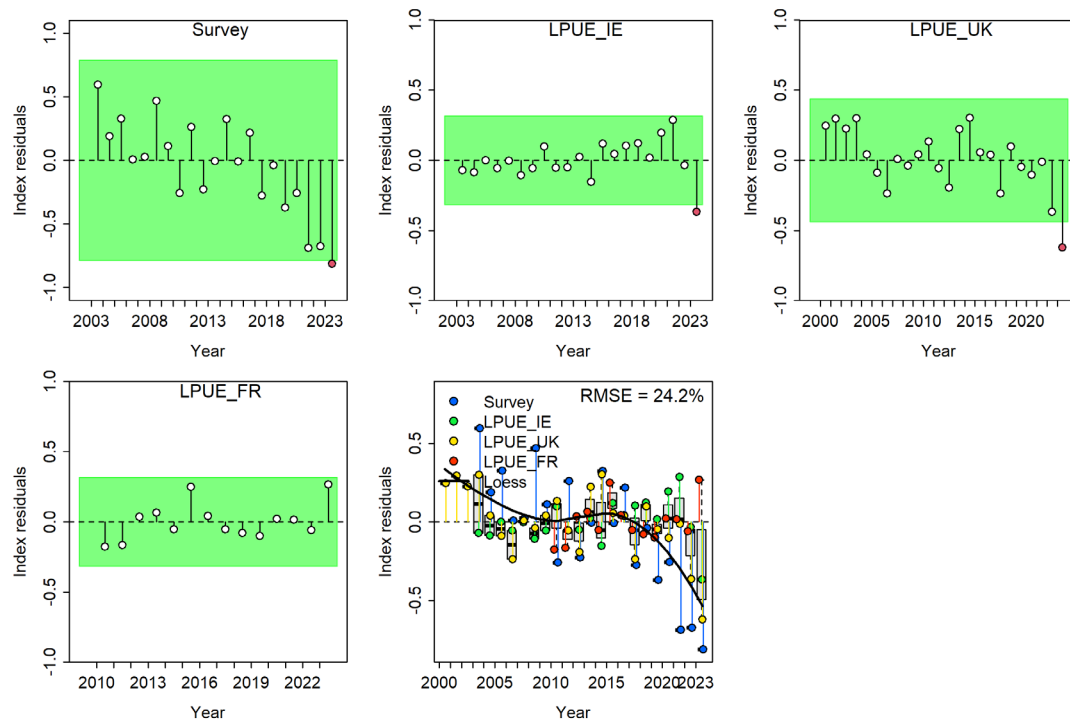 Survey
Index residuals
1.0
0.5
0.0
-0.5
-1.0
2003 2008 2013 2018 2023
Year
LPUE_IE
Index residuals
1.0
0.5
0.0
-0.5
-1.0
2003 2008 2013 2018 2023
Year
LPUE_UK
Index residuals
1.0
0.5
0.0
-0.5
-1.0
2000 2005 2010 2015 2020
Year
LPUE_FR
Index residuals
1.0
0.5
0.0
-0.5
-1.0
2010 2013 2016 2019 2022
Year
RMSE = 24.2%
Survey
LPUE_IE
LPUE_UK
LPUE_FR
Loess
Index residuals
0.5
0.0
-0.5
2000 2005 2010 2015 2020 2023
Year